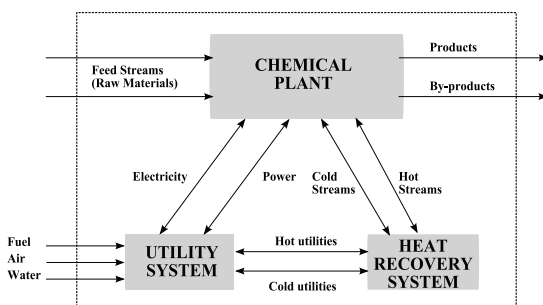 Products
Feed Streams
(Raw Materials)
CHEMICAL
PLANT
By-products
Electricity
Power
Cold
Streams
Hot
Streams
Fuel
Air
Water
UTILITY
SYSTEM
Hot utilities
Cold utilities
HEAT
RECOVERY
SYSTEM